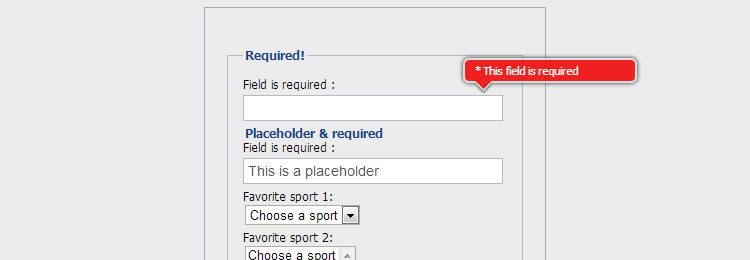 Required!
* This field is required
Field is required :
Placeholder & required
Field is required :
This is a placeholder
Favorite sport 1:
Choose a sport
Favorite sport 2:
Choose a sport